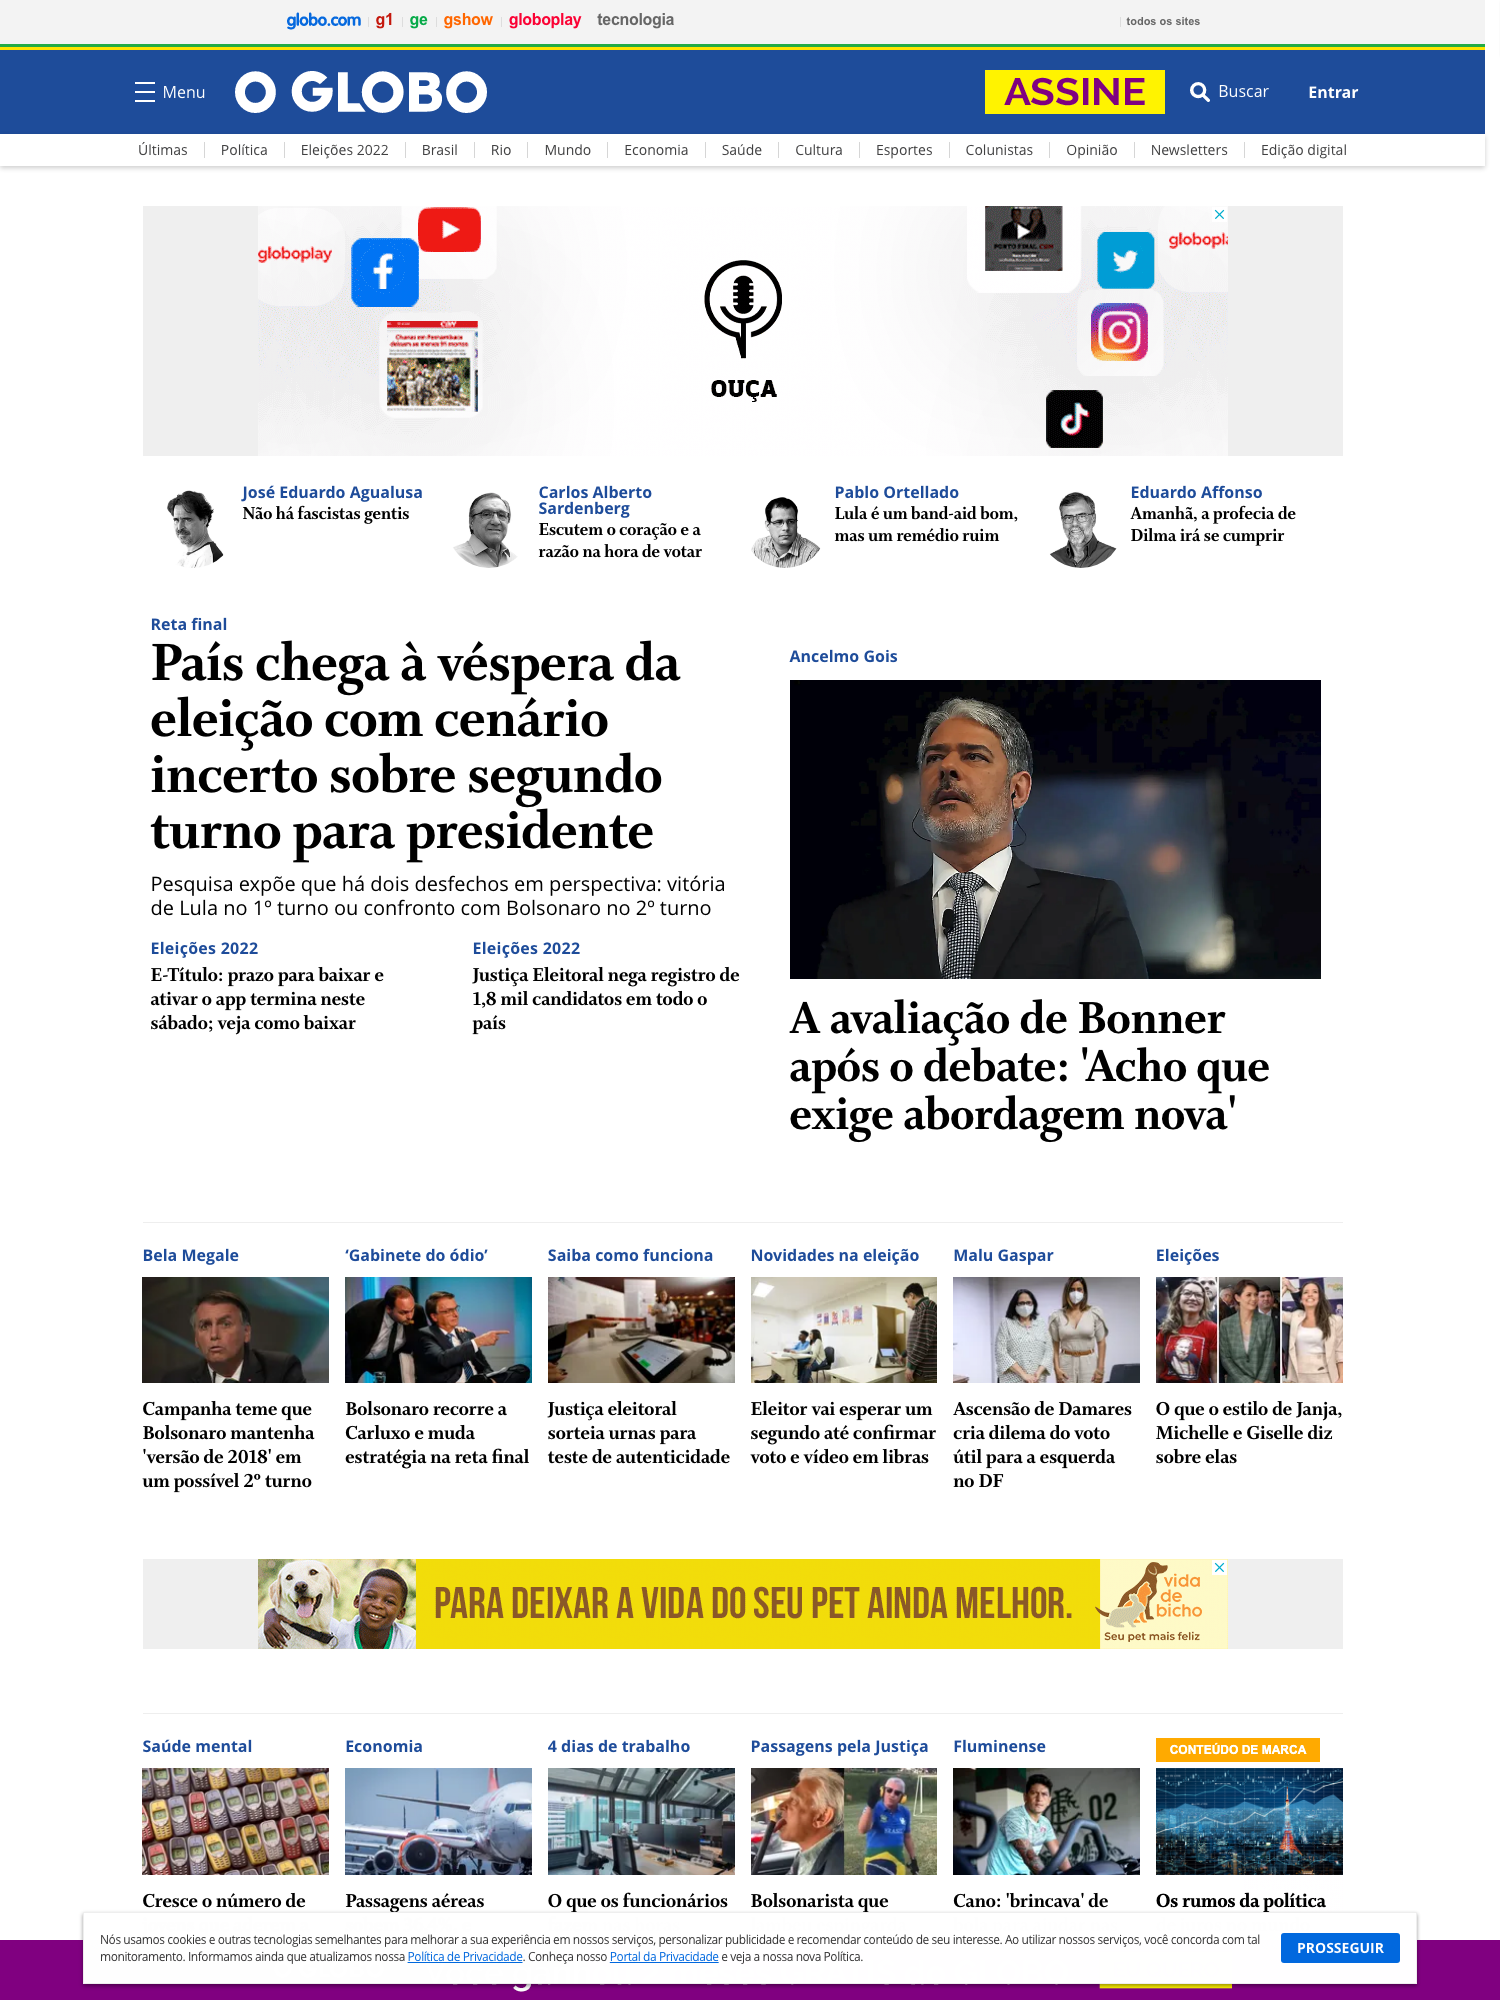 globo.com g1 ge gshow globoplay tecnologia todos os sites
Menu O GLOBO ASSINE Buscar Entrar
Últimas Política Eleições 2022 Brasil Rio Mundo Economia Saúde Cultura Esportes Colunistas Opinião Newsletters Edição digital
globoplay
OUÇA
José Eduardo Agualusa
Não há fascistas gentis
Carlos Alberto
Sardenberg
Escutem o coração e a
razão na hora de votar
Pablo Ortellado
Lula é um band-aid bom,
mas um remédio ruim
Eduardo Affonso
Amanhã, a profecia de
Dilma irá se cumprir
Reta final
País chega à véspera da
eleição com cenário
incerto sobre segundo
turno para presidente
Pesquisa expõe que há dois desfechos em perspectiva: vitória
de Lula no 1º turno ou confronto com Bolsonaro no 2º turno
Eleições 2022
E-Título: prazo para baixar e
ativar o app termina neste
sábado; veja como baixar
Eleições 2022
Justiça Eleitoral nega registro de
1,8 mil candidatos em todo o
país
Ancelmo Gois
A avaliação de Bonner
após o debate: 'Acho que
exige abordagem nova'
Bela Megale
Campanha teme que
Bolsonaro mantenha
'versão de 2018' em
um possível 2º turno
‘Gabinete do ódio’
Bolsonaro recorre a
Carluxo e muda
estratégia na reta final
Saiba como funciona
Justiça eleitoral
sorteia urnas para
teste de autenticidade
Novidades na eleição
Eleitor vai esperar um
segundo até confirmar
voto e vídeo em libras
Malu Gaspar
Ascensão de Damares
cria dilema do voto
útil para a esquerda
no DF
Eleições
O que o estilo de Janja,
Michelle e Giselle diz
sobre elas
PARA DEIXAR A VIDA DO SEU PET AINDA MELHOR.
vida
de
bicho
Seu pet mais feliz
Saúde mental
Cresce o número de
Economia
Passagens aéreas
4 dias de trabalho
O que os funcionários
Passagens pela Justiça
Bolsonarista que
Fluminense
02
Cano: 'brincava' de
CONTEÚDO DE MARCA
Os rumos da política
Nós usamos cookies e outras tecnologias semelhantes para melhorar a sua experiência em nossos serviços, personalizar publicidade e recomendar conteúdo de seu interesse. Ao utilizar nossos serviços, você concorda com tal
monitoramento. Informamos ainda que atualizamos nossa Política de Privacidade. Conheça nosso Portal da Privacidade e veja a nossa nova Política.
PROSSEGUIR